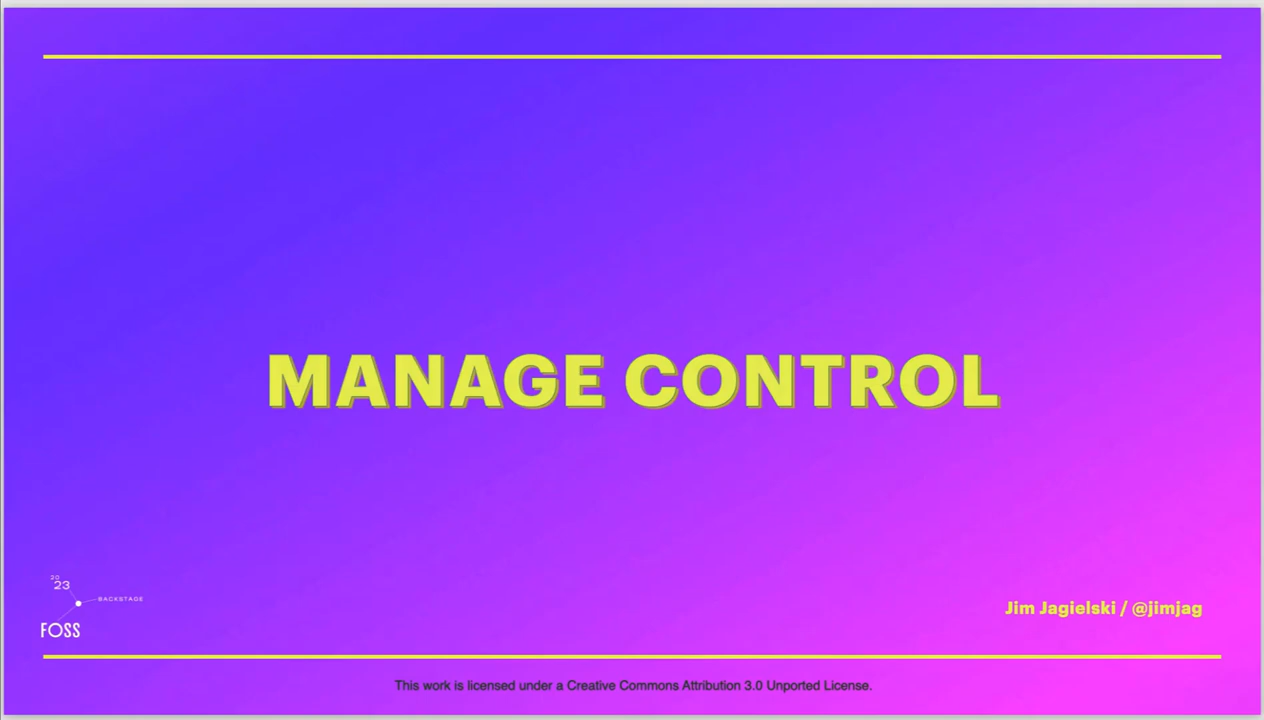 MANAGE CONTROL
20
23
BACKSTAGE
FOSS
Jim Jagielski / @jimjag
This work is licensed under a Creative Commons Attribution 3.0 Unported License.